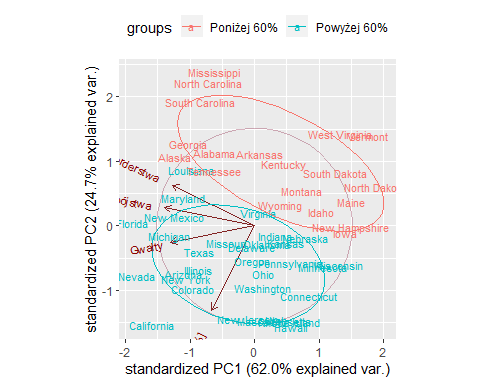 groups a Poniżej 60% a Powyżej 60%
standardized PC2 (24.7% explained var.)
2
1
0
-1
Mississippi
North Carolina
South Carolina
West Virginia
Vermont
Georgia
Alabama
Arkansas
Alaska
Kentucky
Tennessee
Louisiana
South Dakota
North Dako
Montana
Maryland
Wyoming
Maine
Idaho
Virginia
New Mexico
Florida
New Hampshire
Iowa
Michigan
Indiana
Nebraska
Missouri
Delaware
Oklahoma
Kansas
Gwałty
Texas
Oregon
Pennsylvania
Wisconsin
Minnesota
Illinois
Arizona
Ohio
Nevada
New York
Colorado
Washington
Connecticut
California
Hawaii
-2 -1 0 1 2
standardized PC1 (62.0% explained var.)